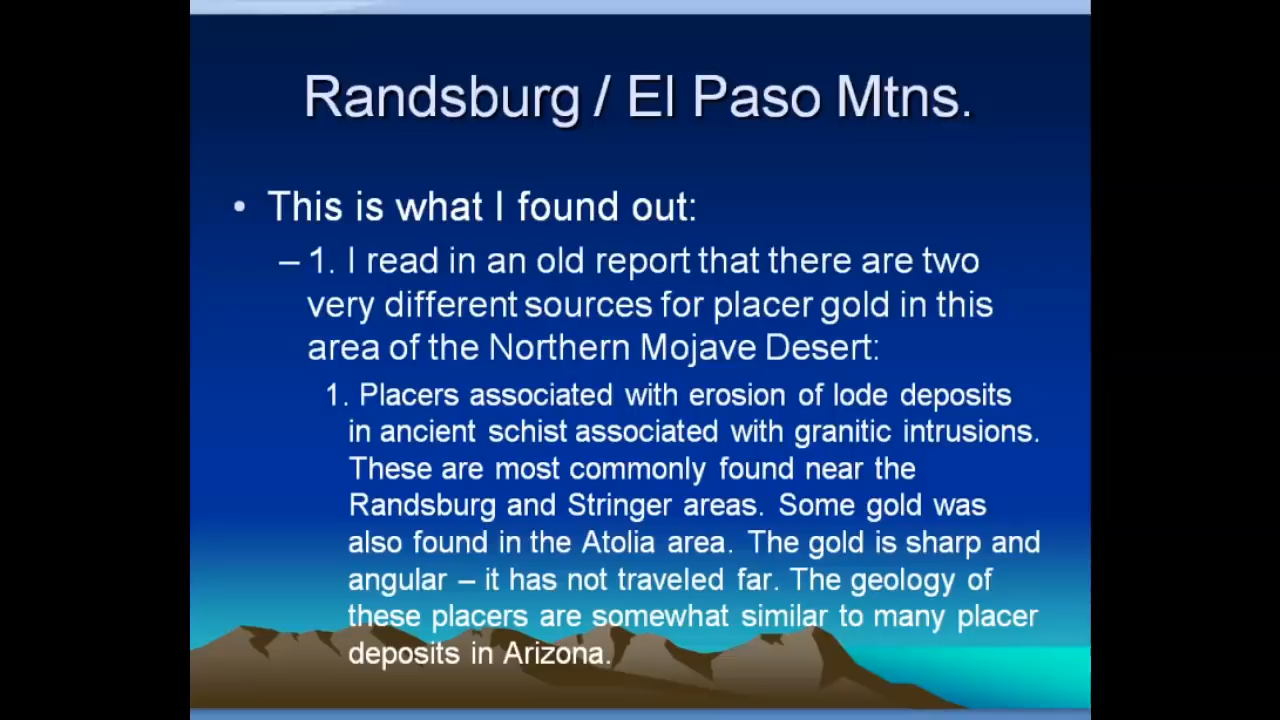 Randsburg / El Paso Mtns.
• This is what I found out:
– 1. I read in an old report that there are two
very different sources for placer gold in this
area of the Northern Mojave Desert:
1. Placers associated with erosion of lode deposits
in ancient schist associated with granitic intrusions.
These are most commonly found near the
Randsburg and Stringer areas. Some gold was
also found in the Atolia area. The gold is sharp and
angular – it has not traveled far. The geology of
these placers are somewhat similar to many placer
deposits in Arizona.